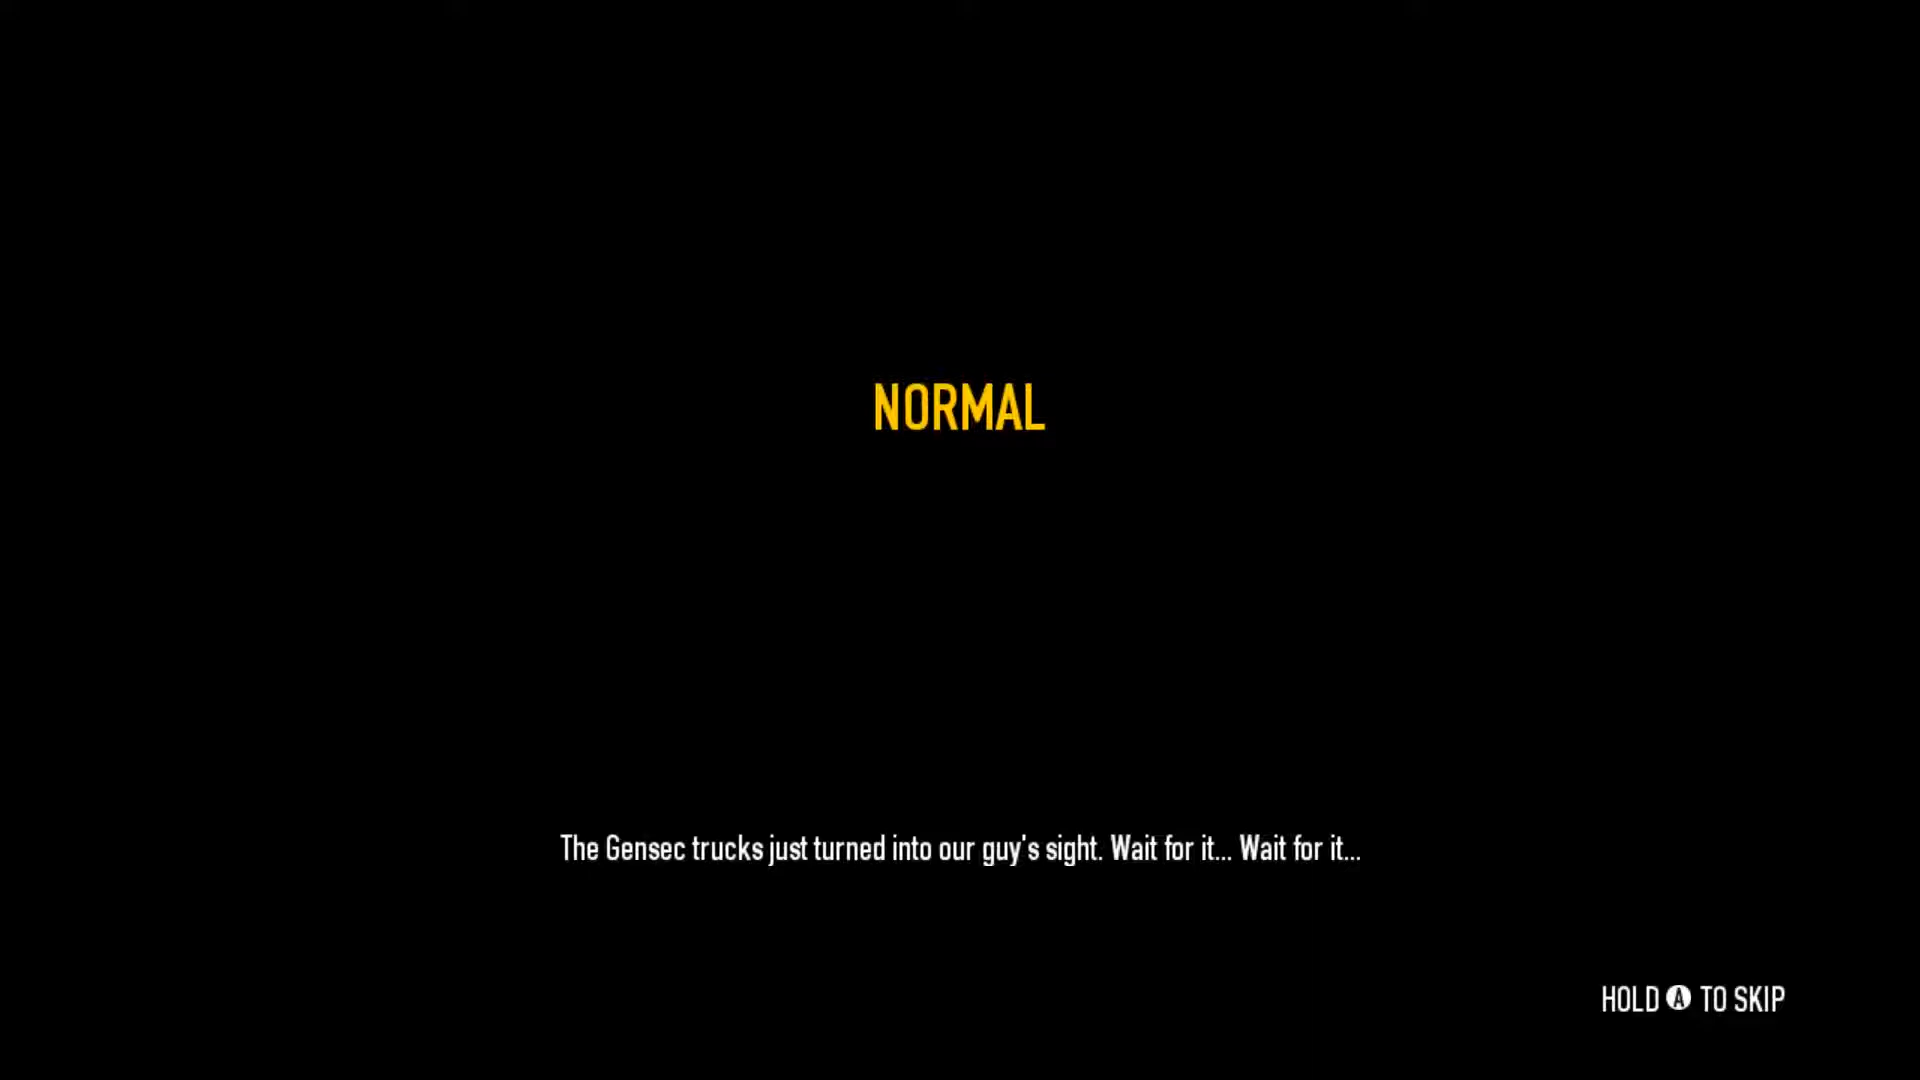 NORMAL
The Gensec trucks just turned into our guy's sight. Wait for it... Wait for it...
HOLD A TO SKIP